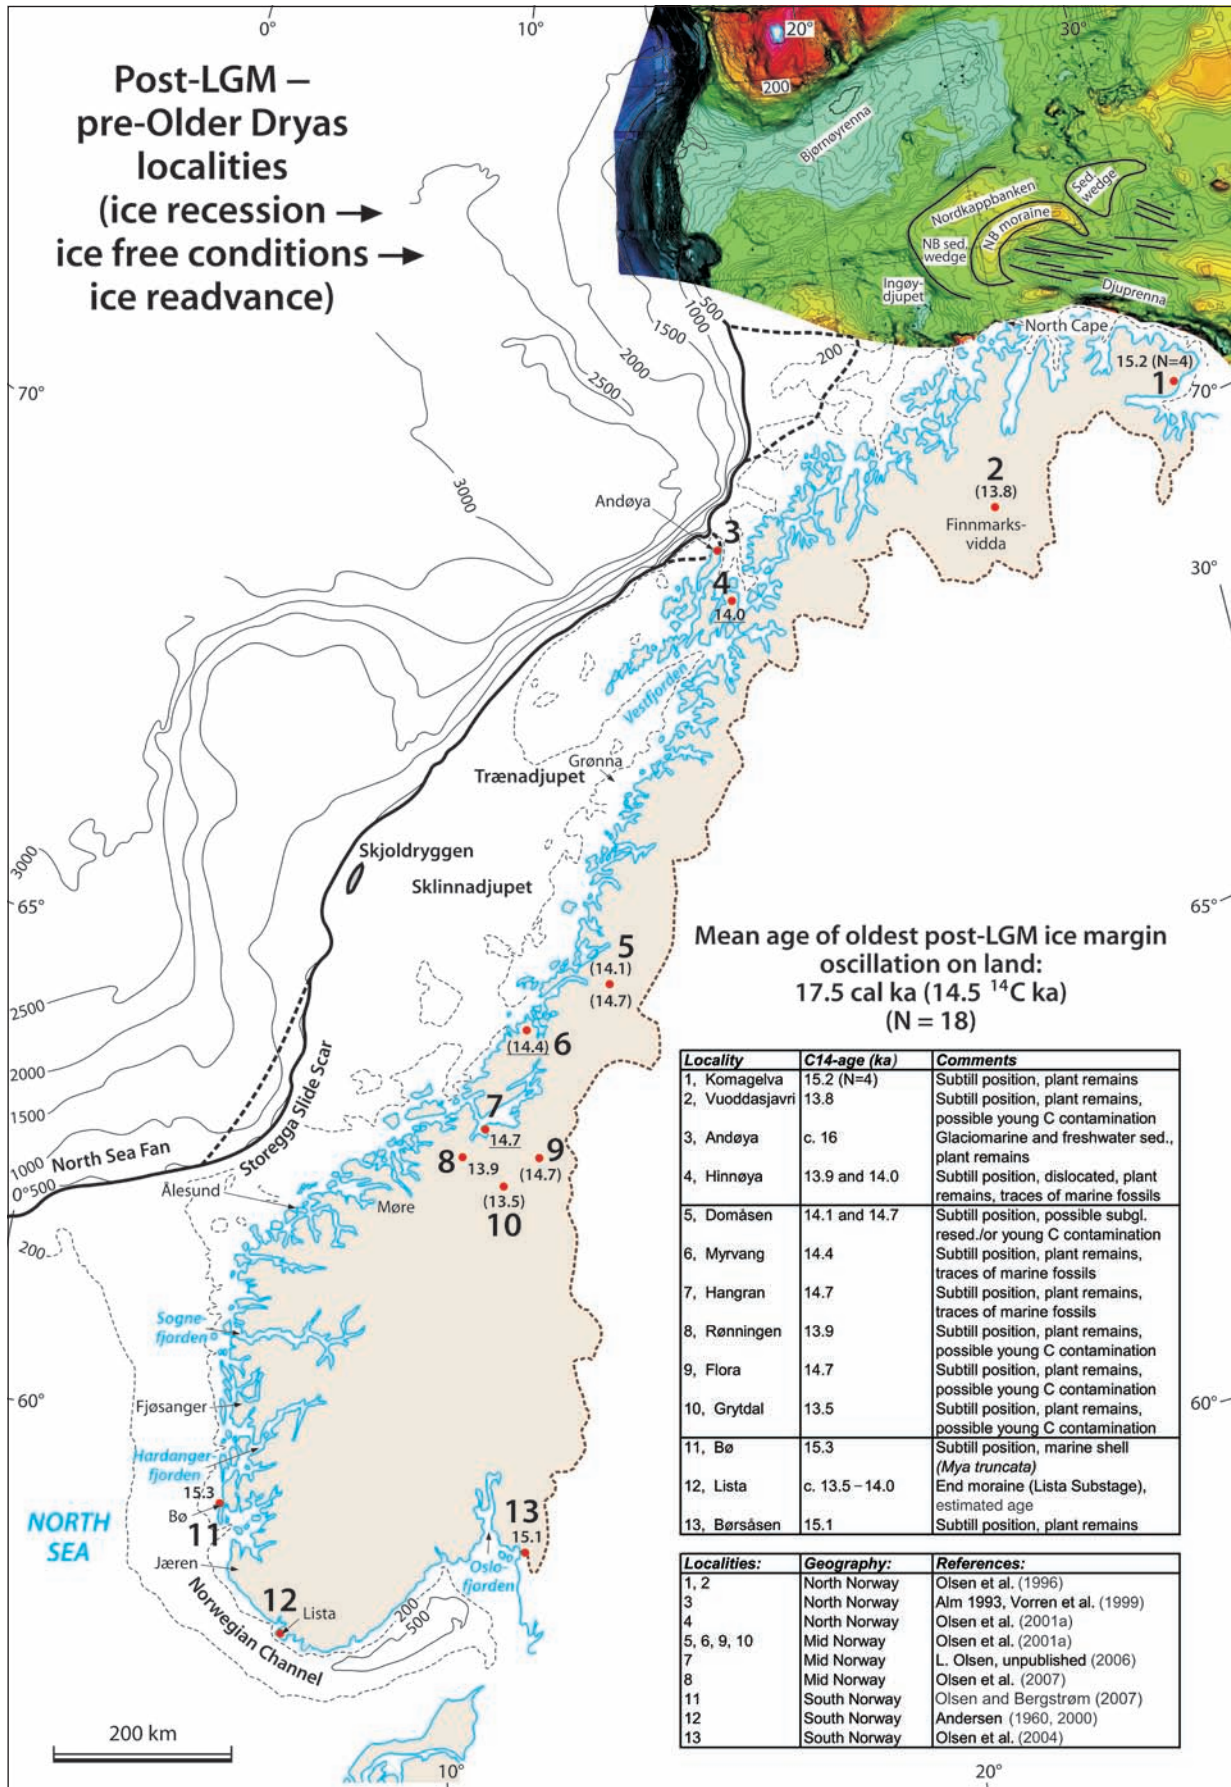 0°
10°
20°
30°
Post-LGM –
pre-Older Dryas
localities
(ice recession →
ice free conditions →
ice readvance)
200
Bjørnøyrenna
Sed.
wedge
Nordkappbanken
NB moraine
NB sed.
wedge
Ingøy-
djupet
Djuprenna
North Cape
500
1000
1500
2000
2500
3000
200
15.2 (N=4)
1
70°
70°
2
(13.8)
Finnmarks-
vidda
Andøya
3
4
14.0
30°
Vestfjorden
Grønna
Trænadjupet
Skjoldryggen
Sklinnadjupet
3000
65°
65°
2500
2000
1500
1000
0°500
200
North Sea Fan
Storegga Slide Scar
5
(14.1)
(14.7)
(14.4) 6
7
14.7
8
13.9
9
(14.7)
(13.5)
10
Ålesund
Møre
Sogne-
fjorden
Fjøsanger
60°
60°
Hardanger-
fjorden
15.3
Bø
11
NORTH
SEA
Jæren
12
Lista
Norwegian Channel
200
500
13
15.1
Oslo-
fjorden
200 km
10°
20°
Mean age of oldest post-LGM ice margin
oscillation on land:
17.5 cal ka (14.5 ¹⁴C ka)
(N = 18)
Locality C14-age (ka) Comments
1, Komagelva 15.2 (N=4) Subtill position, plant remains
2, Vuoddasjavri 13.8 Subtill position, plant remains,
possible young C contamination
3, Andøya c. 16 Glaciomarine and freshwater sed.,
plant remains
4, Hinnøya 13.9 and 14.0 Subtill position, dislocated, plant
remains, traces of marine fossils
5, Domåsen 14.1 and 14.7 Subtill position, possible subgl.
resed./or young C contamination
6, Myrvang 14.4 Subtill position, plant remains,
traces of marine fossils
7, Hangran 14.7 Subtill position, plant remains,
traces of marine fossils
8, Rønningen 13.9 Subtill position, plant remains,
possible young C contamination
9, Flora 14.7 Subtill position, plant remains,
possible young C contamination
10, Grytdal 13.5 Subtill position, plant remains,
possible young C contamination
11, Bø 15.3 Subtill position, marine shell
(Mya truncata)
12, Lista c. 13.5 – 14.0 End moraine (Lista Substage),
estimated age
13, Børsåsen 15.1 Subtill position, plant remains
Localities: Geography: References:
1, 2 North Norway Olsen et al. (1996)
3 North Norway Alm 1993, Vorren et al. (1999)
4 North Norway Olsen et al. (2001a)
5, 6, 9, 10 Mid Norway Olsen et al. (2001a)
7 Mid Norway L. Olsen, unpublished (2006)
8 Mid Norway Olsen et al. (2007)
11 South Norway Olsen and Bergstrøm (2007)
12 South Norway Andersen (1960, 2000)
13 South Norway Olsen et al. (2004)